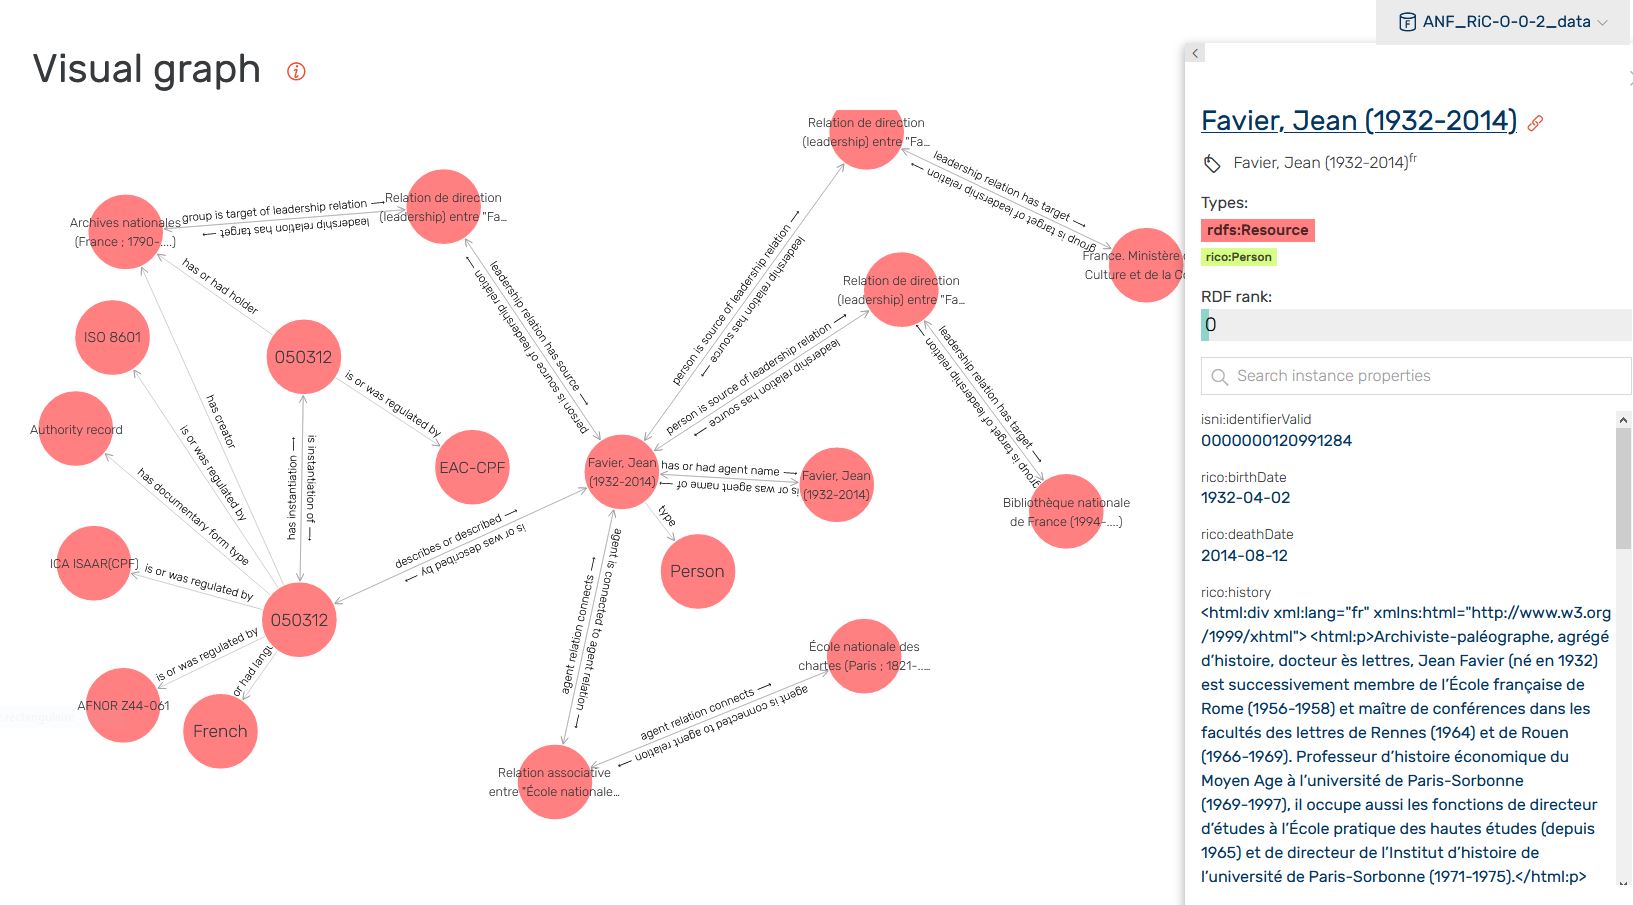 ANF_RiC-O-0-2_data
Visual graph
Relation de direction
(leadership) entre "Fa...
leadership relation has target
group is target of leadership relation
France. Ministère
Culture et de la
Relation de direction
(leadership) entre "Fa...
group is target of leadership relation
leadership relation has target
Archives nationales
(France ; 1790-....)
person is source of leadership relation
leadership relation has source
Relation de direction
(leadership) entre "Fa...
leadership relation has source
person is source of leadership relation
has or had holder
ISO 8601
050312
person is source of leadership relation
leadership relation has source
leadership relation has target
group is target of leadership relation
is or was regulated by
has creator
Authority record
is or was regulated by
EAC-CPF
Favier, Jean
(1932-2014)
has or had agent name
is or was agent name of
Favier, Jean
(1932-2014)
Bibliothèque nationale
de France (1994-....)
has instantiation
is instantiation of
has documentary form type
type
describes or described
is or was described by
Person
ICA ISAAR(CPF)
is or was regulated by
050312
agent relation connects
agent is connected to agent relation
is or was regulated by
or had langu
AFNOR Z44-061
French
École nationale des
chartes (Paris ; 1821-....
agent relation connects
agent is connected to agent relation
Relation associative
entre "École nationale...
Favier, Jean (1932-2014)
Favier, Jean (1932-2014)fr
Types:
rdfs:Resource
rico:Person
RDF rank:
0
Search instance properties
isni:identifierValid
0000000120991284
rico:birthDate
1932-04-02
rico:deathDate
2014-08-12
rico:history
<html:div xml:lang="fr" xmlns:html="http://www.w3.org
/1999/xhtml"> <html:p>Archiviste-paléographe, agrégé
d’histoire, docteur ès lettres, Jean Favier (né en 1932)
est successivement membre de l’École française de
Rome (1956-1958) et maître de conférences dans les
facultés des lettres de Rennes (1964) et de Rouen
(1966-1969). Professeur d’histoire économique du
Moyen Age à l’université de Paris-Sorbonne
(1969-1997), il occupe aussi les fonctions de directeur
d’études à l’École pratique des hautes études (depuis
1965) et de directeur de l’Institut d’histoire de
l’université de Paris-Sorbonne (1971-1975).</html:p>